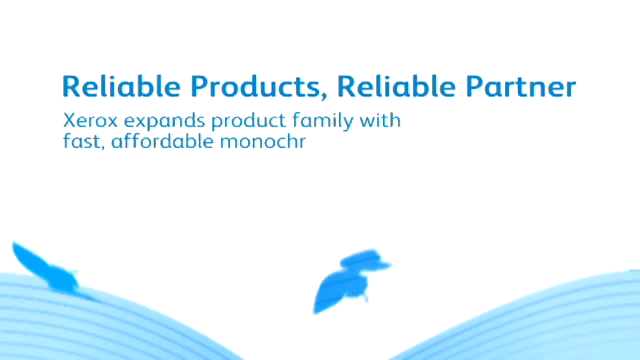 Reliable Products, Reliable Partner
Xerox expands product family with
fast, affordable monochr